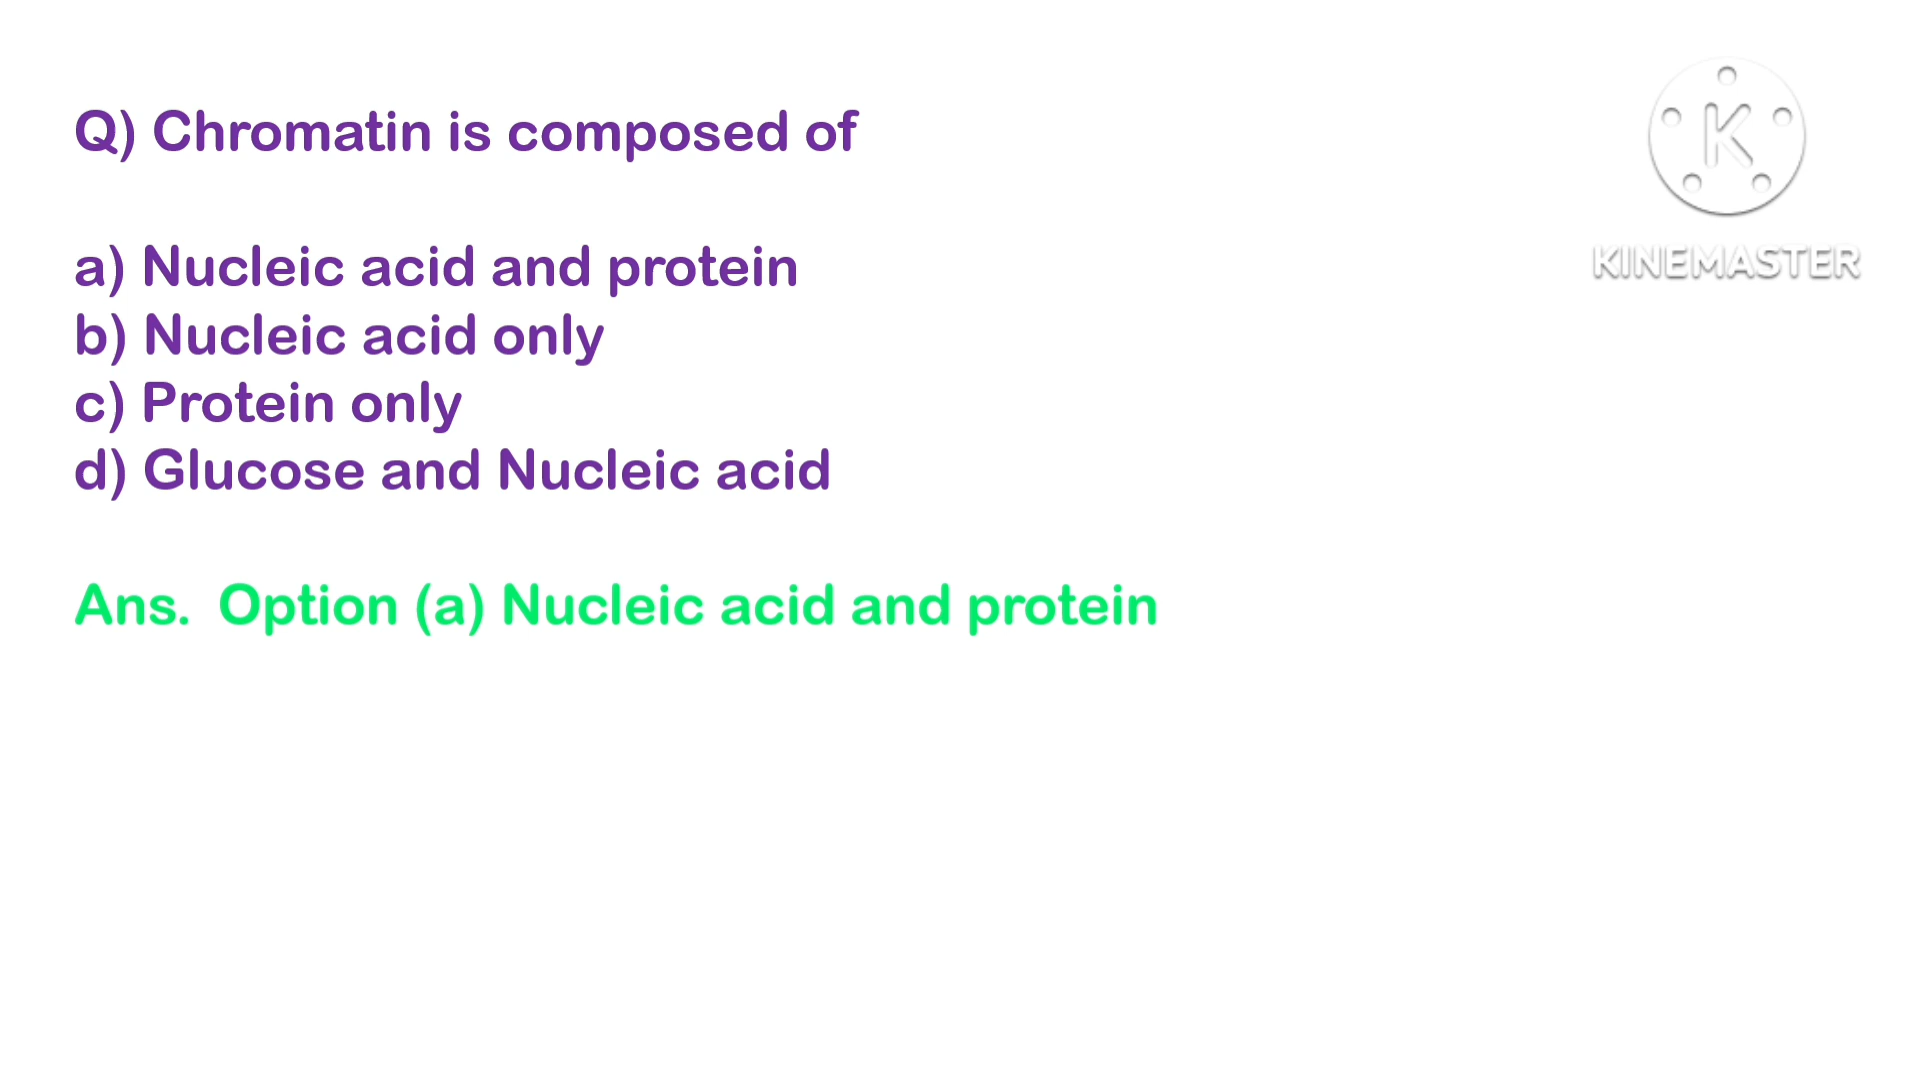 Q) Chromatin is composed of
a) Nucleic acid and protein
b) Nucleic acid only
c) Protein only
d) Glucose and Nucleic acid
Ans.  Option (a) Nucleic acid and protein
K
KINEMASTER